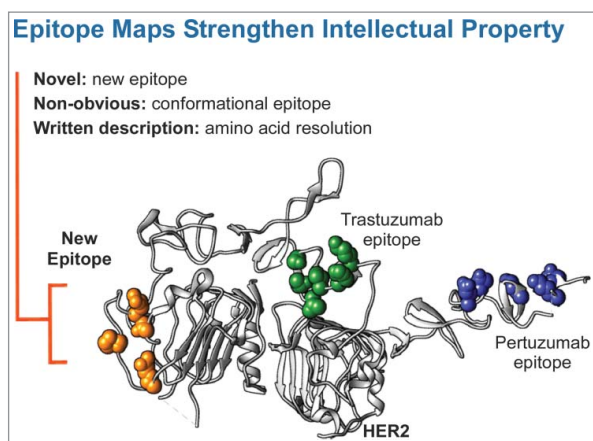 Epitope Maps Strengthen Intellectual Property
Novel: new epitope
Non-obvious: conformational epitope
Written description: amino acid resolution
New
Epitope
Trastuzumab
epitope
Pertuzumab
epitope
HER2